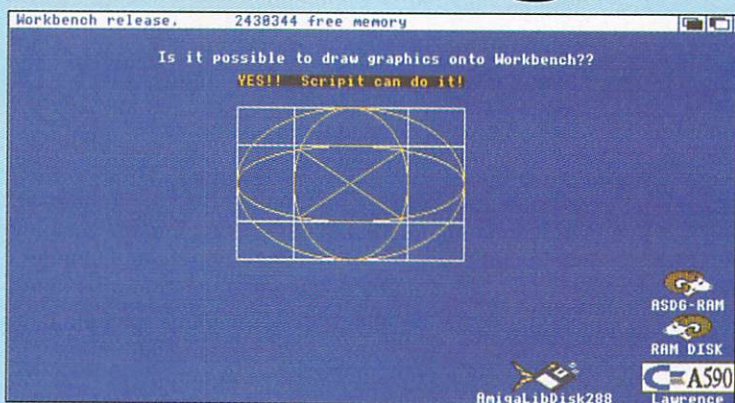 Workbench release. 2430344 free memory
Is it possible to draw graphics onto Workbench??
YES!! Scripit can do it!
ASDG-RAM
RAM DISK
A590
AmigaLibDisk288 Lawrence